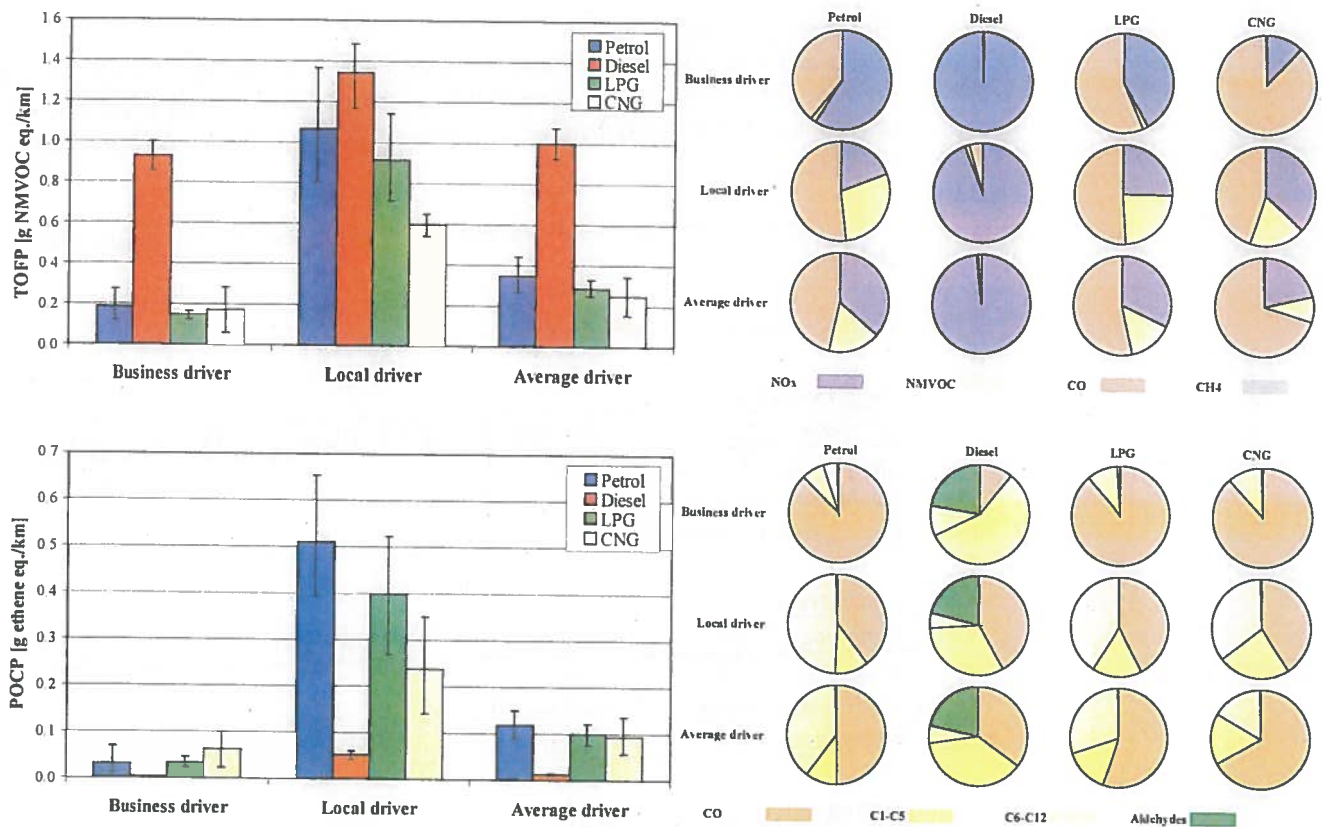 TOFP [g NMVOC eq./km]
1.6
1.4
1.2
1.0
0.8
0.6
0.4
0.2
0.0
Business driver
Local driver
Average driver
Petrol
Diesel
LPG
CNG
Petrol
Diesel
LPG
CNG
Business driver
Local driver
Average driver
NOx
NMVOC
CO
CH4
POCP [g ethene eq./km]
0.7
0.6
0.5
0.4
0.3
0.2
0.1
0.0
Business driver
Local driver
Average driver
Petrol
Diesel
LPG
CNG
Petrol
Diesel
LPG
CNG
Business driver
Local driver
Average driver
CO
C1-C5
C6-C12
Aldehydes